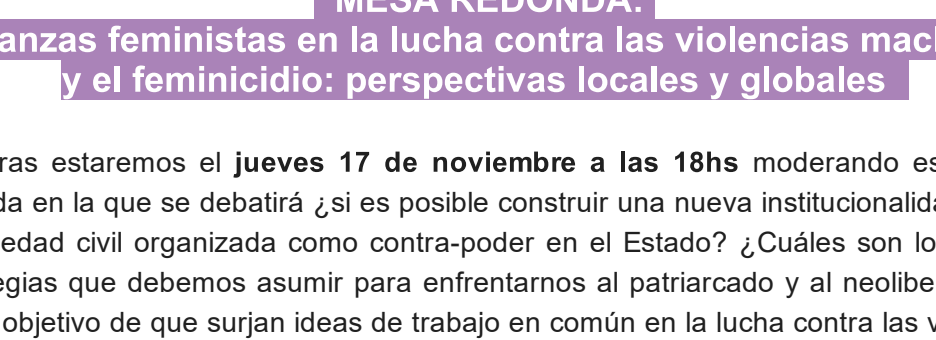 MESA REDONDA:
anzas feministas en la lucha contra las violencias mac
y el feminicidio: perspectivas locales y globales
ras estaremos el jueves 17 de noviembre a las 18hs moderando es
da en la que se debatirá ¿si es posible construir una nueva institucionalida
edad civil organizada como contra-poder en el Estado? ¿Cuáles son lo
egias que debemos asumir para enfrentarnos al patriarcado y al neolibe
objetivo de que surjan ideas de trabajo en común en la lucha contra las v